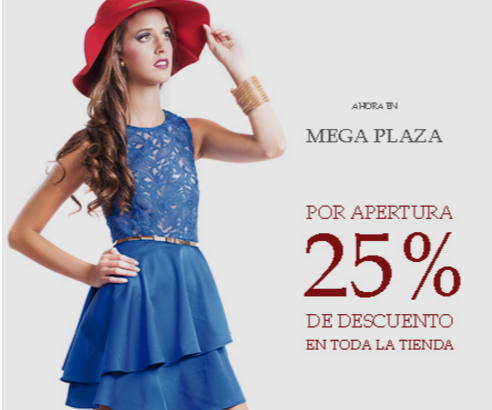 AHORA EN
MEGA PLAZA
POR APERTURA
25%
DE DESCUENTO
EN TODA LA TIENDA